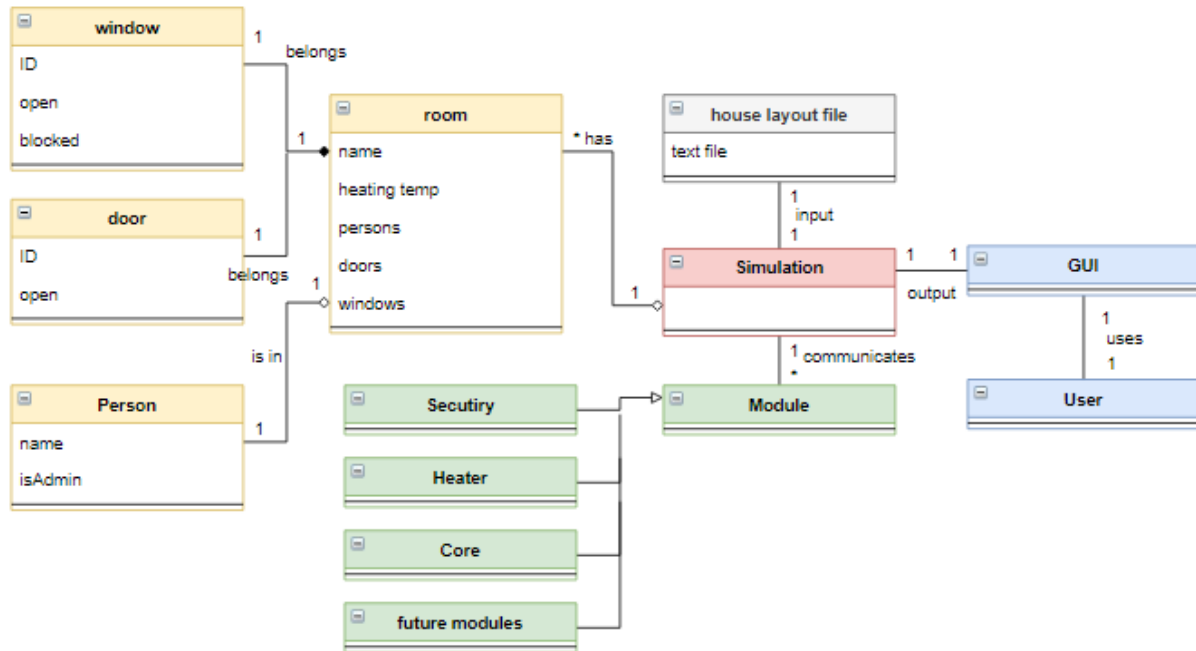 window
ID
open
blocked
1
belongs
1
door
ID
open
1
belongs
room
name
heating temp
persons
doors
windows
1
is in
Person
name
isAdmin
1
* has
1
house layout file
text file
1
input
1
Simulation
1
1
output
GUI
1
uses
1
User
1
communicates
*
Module
Secutiry
Heater
Core
future modules